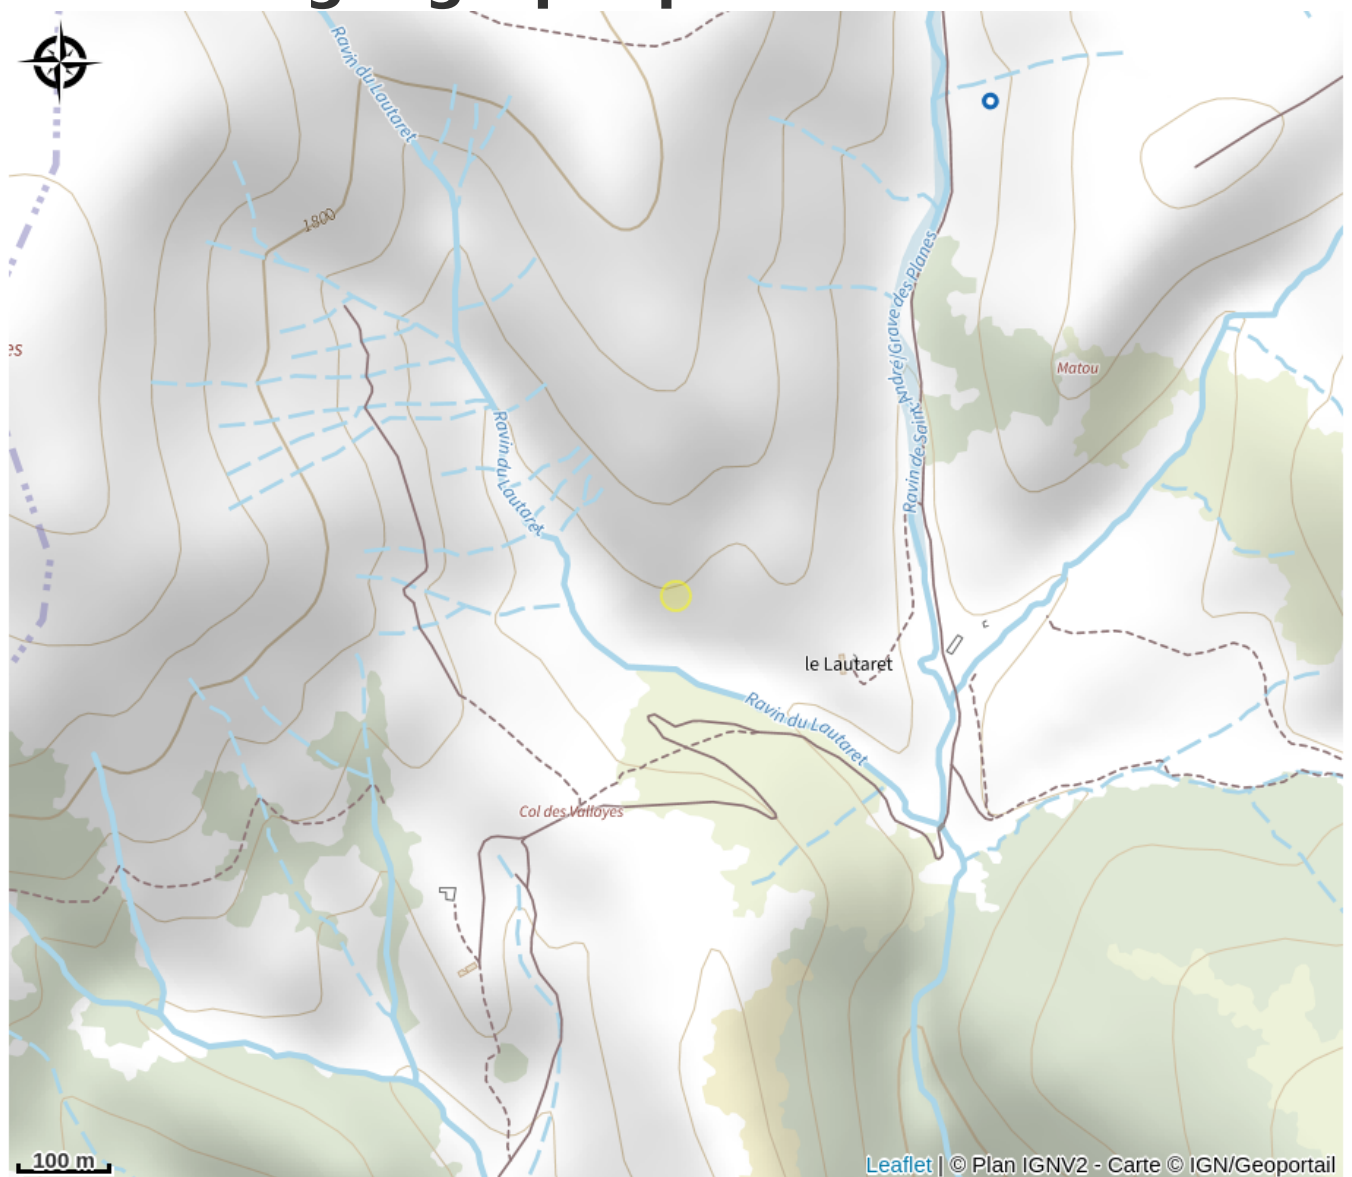 Ravin du Lautaret
1800
es
Ravin de Saint-André/Grave des Planes
Matou
Ravin du Lautaret
le Lautaret
Ravin du Lautaret
Col des Valloyes
100 m
Leaflet | © Plan IGNV2 - Carte © IGN/Geoportail